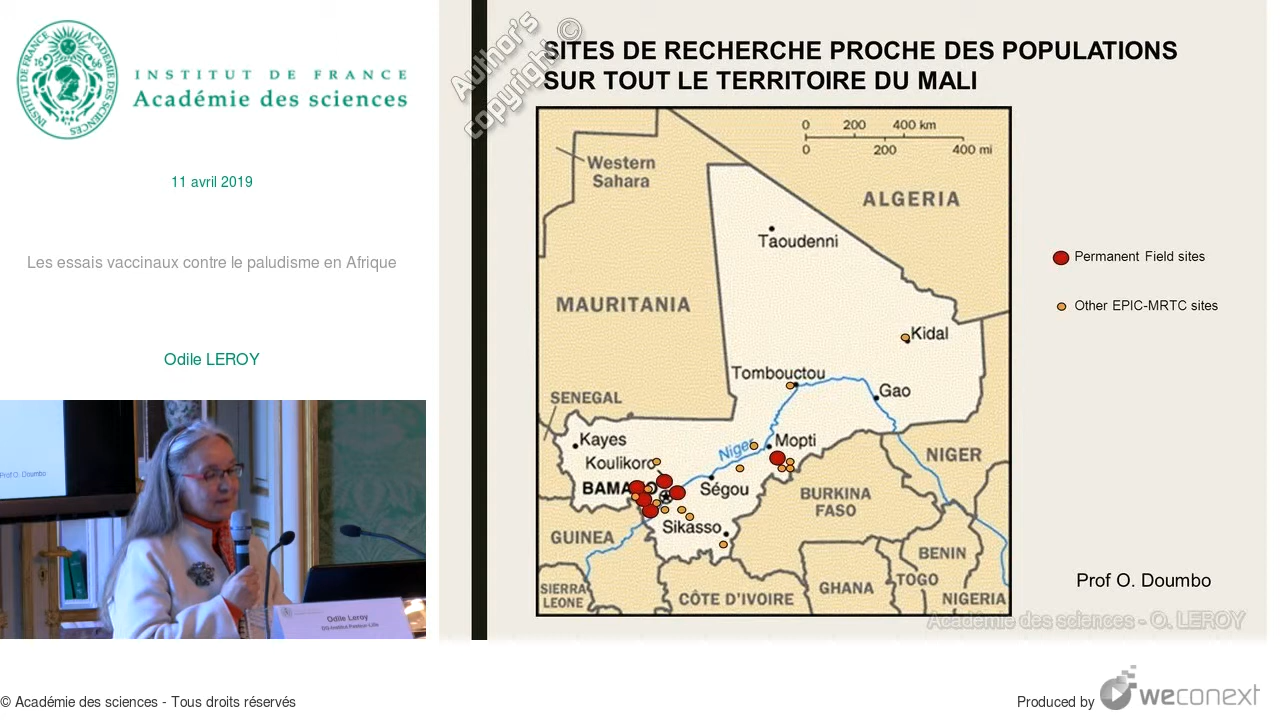 INSTITUT DE FRANCE
Académie des sciences
11 avril 2019
Les essais vaccinaux contre le paludisme en Afrique
Odile LEROY
Prof O. Doumbo
Odile Leroy
Author's
copyright ©
SITES DE RECHERCHE PROCHE DES POPULATIONS
SUR TOUT LE TERRITOIRE DU MALI
0 200 400 km
0 200 400 mi
Western
Sahara
ALGERIA
Taoudenni
MAURITANIA
Kidal
Tombouctou
Gao
SENEGAL
Kayes
Niger
Mopti
Koulikoro
NIGER
BAMAKO
Ségou
BURKINA
FASO
Sikasso
GUINEA
BENIN
SIERRA
LEONE
CÔTE D'IVOIRE
GHANA
TOGO
NIGERIA
Permanent Field sites
Other EPIC-MRTC sites
Prof O. Doumbo
Académie des sciences - O. LEROY
© Académie des sciences - Tous droits réservés
Produced by
weconext